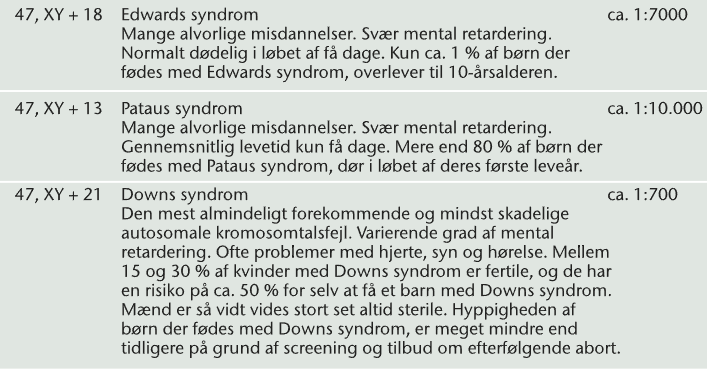 47, XY + 18 Edwards syndrom ca. 1:7000
Mange alvorlige misdannelser. Svær mental retardering.
Normalt dødelig i løbet af få dage. Kun ca. 1 % af børn der
fødes med Edwards syndrom, overlever til 10-årsalderen.
47, XY + 13 Pataus syndrom ca. 1:10.000
Mange alvorlige misdannelser. Svær mental retardering.
Gennemsnitlig levetid kun få dage. Mere end 80 % af børn der
fødes med Pataus syndrom, dør i løbet af deres første leveår.
47, XY + 21 Downs syndrom ca. 1:700
Den mest almindeligt forekommende og mindst skadelige
autosomale kromosomtalsfejl. Varierende grad af mental
retardering. Ofte problemer med hjerte, syn og hørelse. Mellem
15 og 30 % af kvinder med Downs syndrom er fertile, og de har
en risiko på ca. 50 % for selv at få et barn med Downs syndrom.
Mænd er så vidt vides stort set altid sterile. Hyppigheden af
børn der fødes med Downs syndrom, er meget mindre end
tidligere på grund af screening og tilbud om efterfølgende abort.